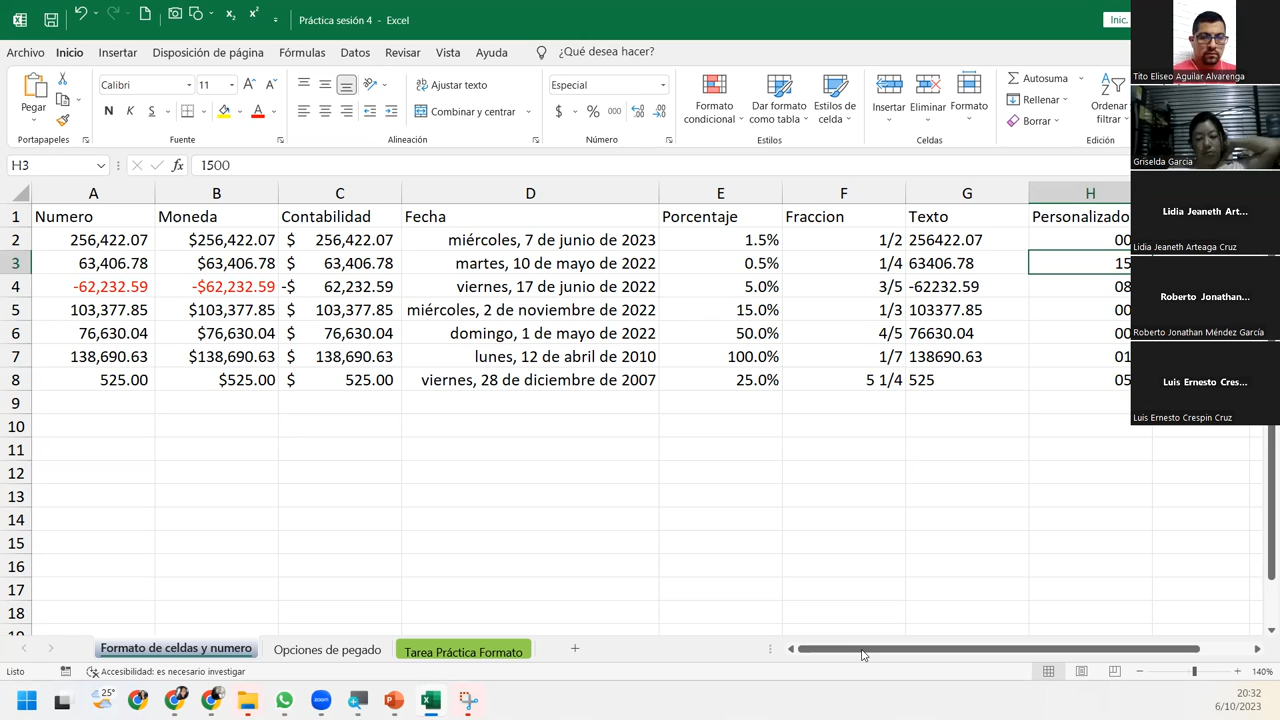 Práctica sesión 4 - Excel
Inic.
Archivo Inicio Insertar Disposición de página Fórmulas Datos Revisar Vista Ayuda ¿Qué desea hacer?
Pegar
Calibri 11
N K S
Ajustar texto
Combinar y centrar
Especial
Formato condicional
Dar formato como tabla
Estilos de celda
Insertar
Eliminar
Formato
Autosuma
Rellenar
Borrar
Ordenar filtrar
Portapapeles Fuente Alineación Número Estilos Celdas Edición
H3 fx 1500
A B C D E F G H
1 Numero Moneda Contabilidad Fecha Porcentaje Fraccion Texto Personalizado
2 256,422.07 $256,422.07 $ 256,422.07 miércoles, 7 de junio de 2023 1.5% 1/2 256422.07 00
3 63,406.78 $63,406.78 $ 63,406.78 martes, 10 de mayo de 2022 0.5% 1/4 63406.78 15
4 -62,232.59 -$62,232.59 -$ 62,232.59 viernes, 17 de junio de 2022 5.0% 3/5 -62232.59 08
5 103,377.85 $103,377.85 $ 103,377.85 miércoles, 2 de noviembre de 2022 15.0% 1/3 103377.85 00
6 76,630.04 $76,630.04 $ 76,630.04 domingo, 1 de mayo de 2022 50.0% 4/5 76630.04 00
7 138,690.63 $138,690.63 $ 138,690.63 lunes, 12 de abril de 2010 100.0% 1/7 138690.63 01
8 525.00 $525.00 $ 525.00 viernes, 28 de diciembre de 2007 25.0% 5 1/4 525 05
9
10
11
12
13
14
15
16
17
18
Tito Eliseo Aguilar Alvarenga
Griselda García
Lidia Jeaneth Art...
Lidia Jeaneth Arteaga Cruz
Roberto Jonathan...
Roberto Jonathan Méndez García
Luis Ernesto Cres...
Luis Ernesto Crespin Cruz
Formato de celdas y numero Opciones de pegado Tarea Práctica Formato
Listo Accesibilidad: es necesario investigar 140%
25° zoom
20:32
6/10/2023